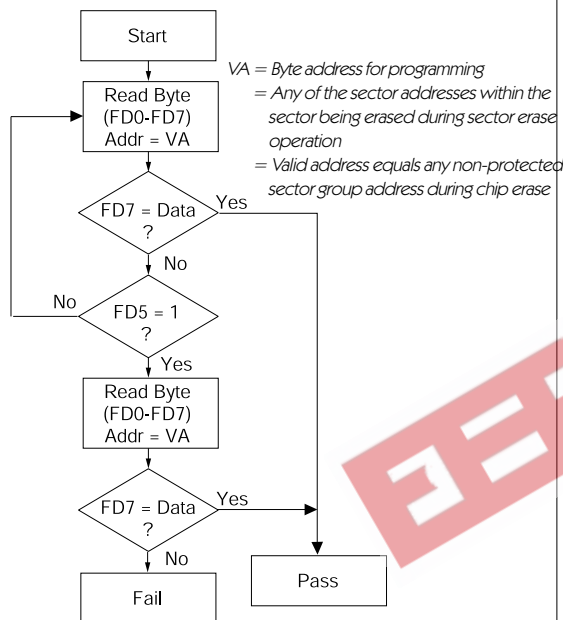 Start
VA = Byte address for programming
= Any of the sector addresses within the
sector being erased during sector erase
operation
= Valid address equals any non-protected
sector group address during chip erase
Read Byte
(FD0-FD7)
Addr = VA
FD7 = Data
?
Yes
No
FD5 = 1
?
No
Yes
Read Byte
(FD0-FD7)
Addr = VA
FD7 = Data
?
Yes
No
Fail
Pass